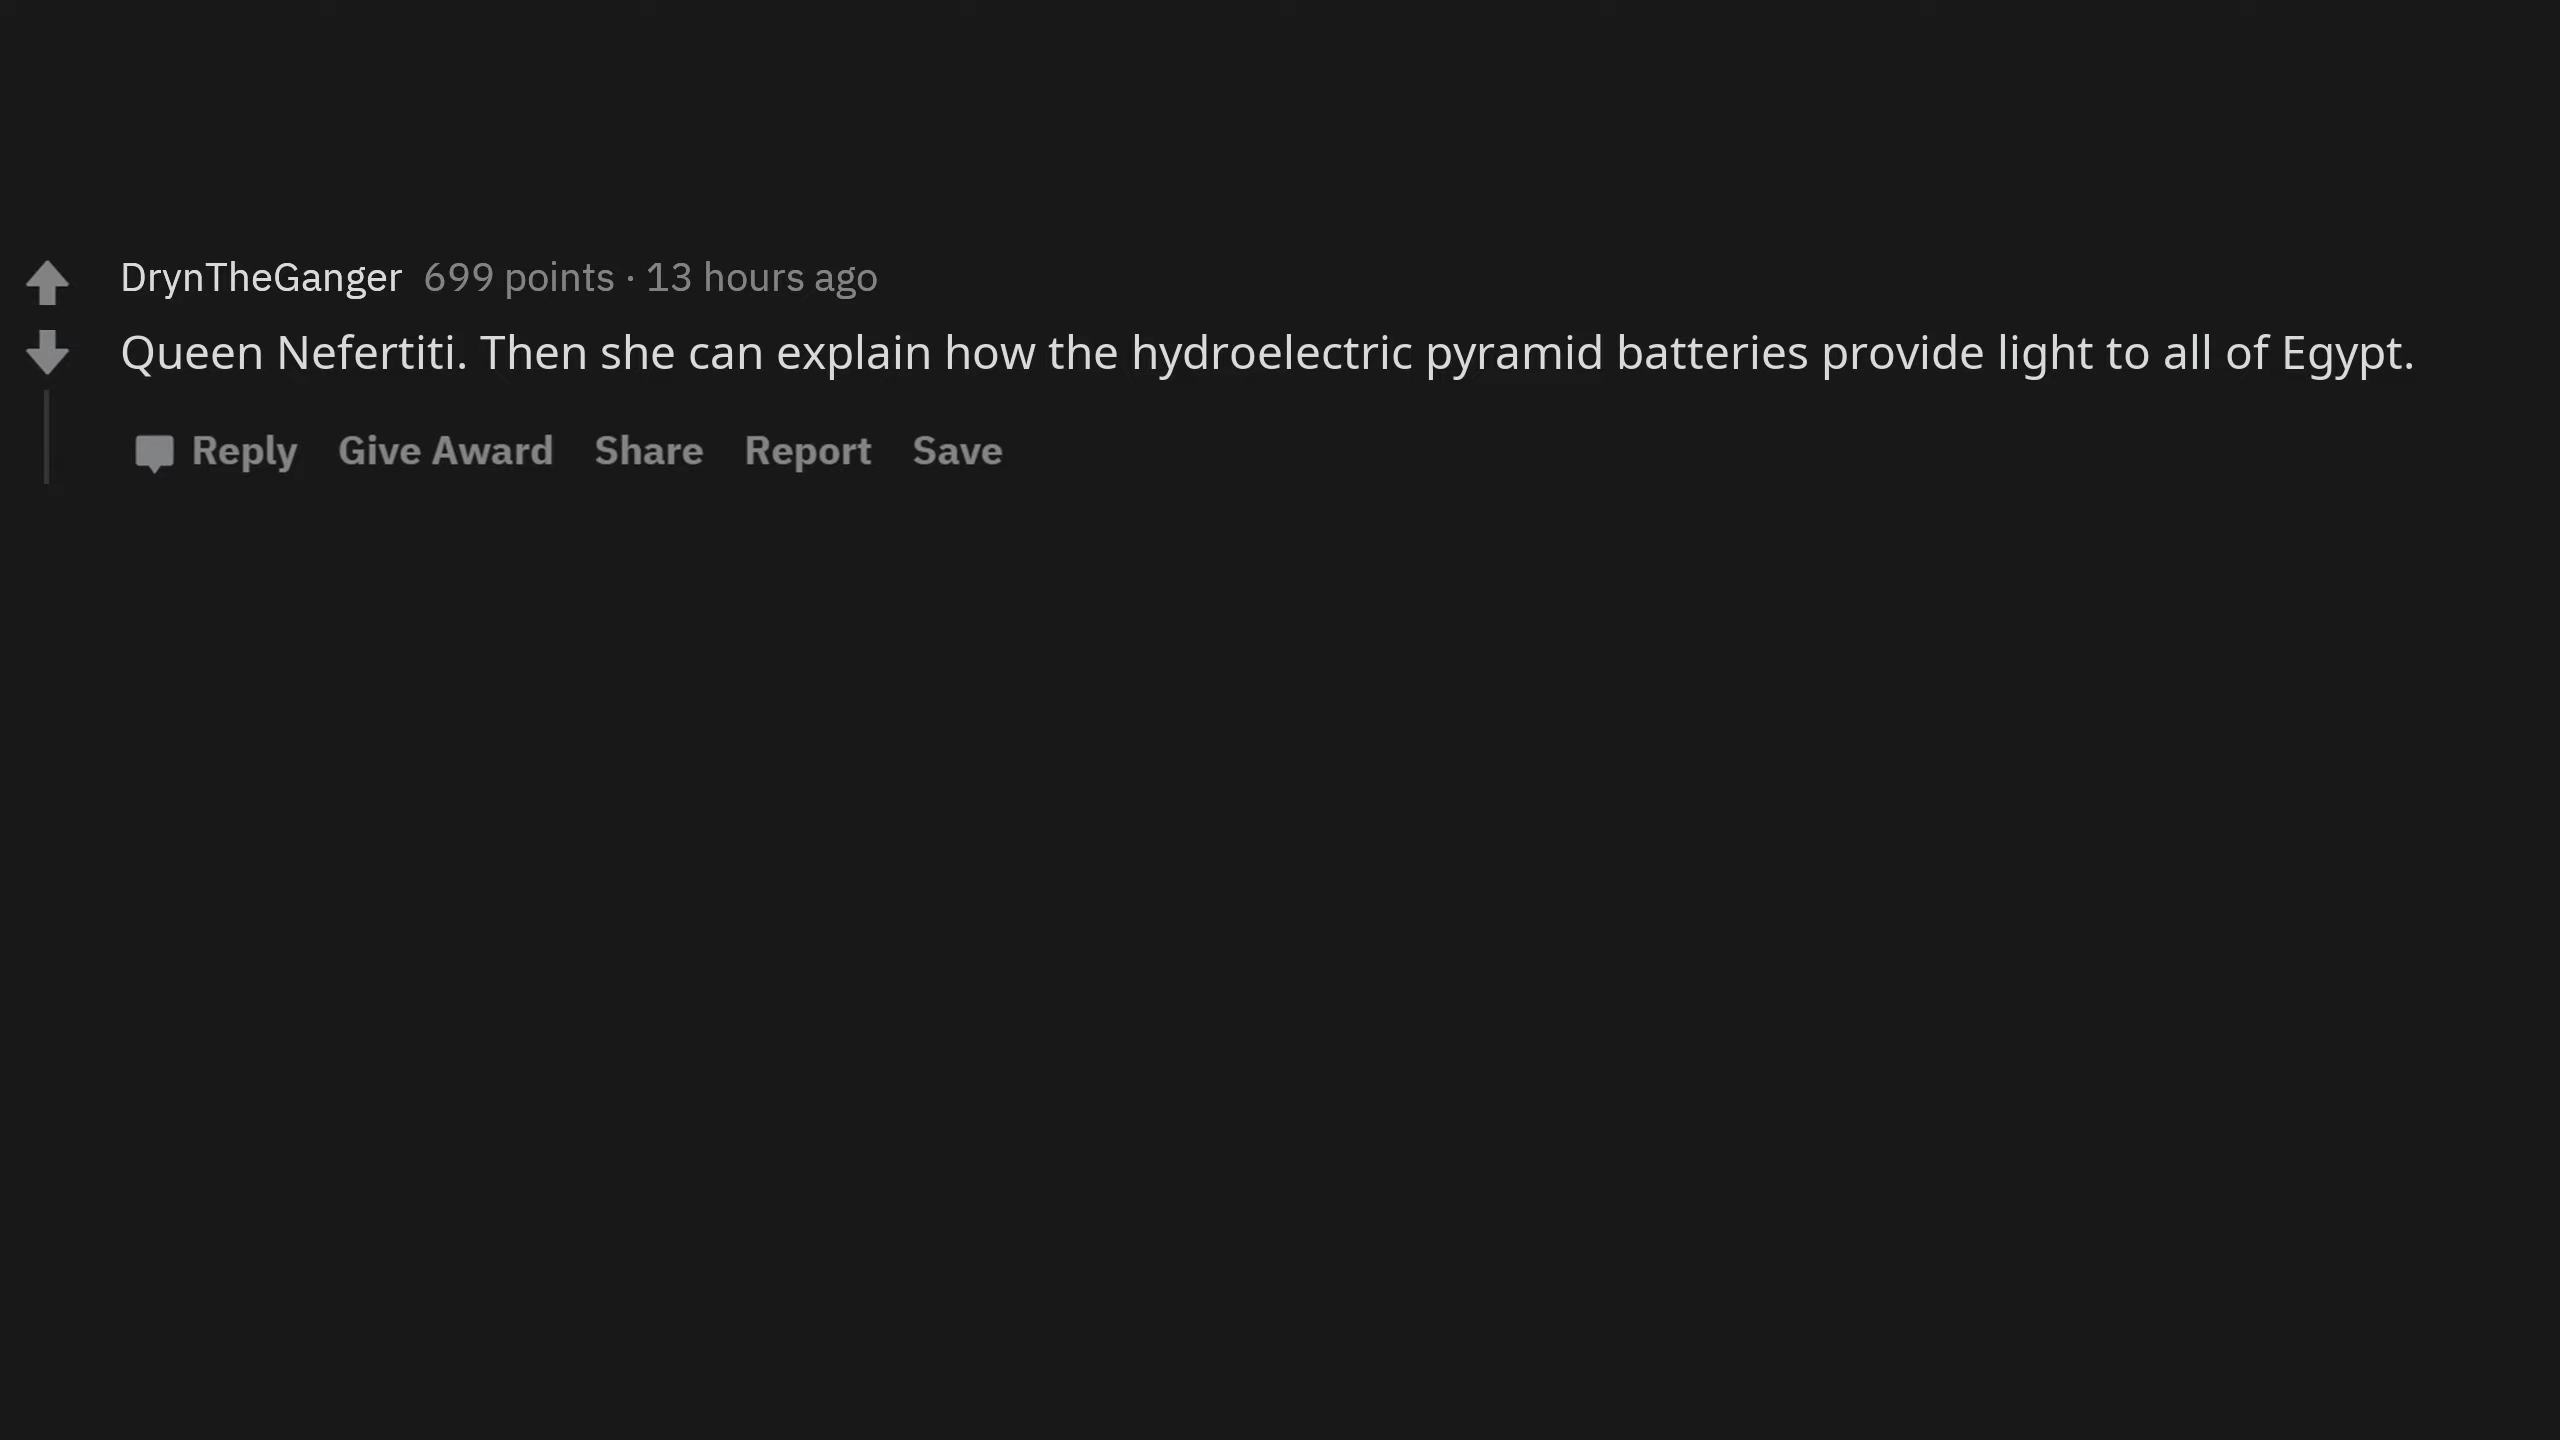 DrynTheGanger 699 points · 13 hours ago
Queen Nefertiti. Then she can explain how the hydroelectric pyramid batteries provide light to all of Egypt.
Reply Give Award Share Report Save